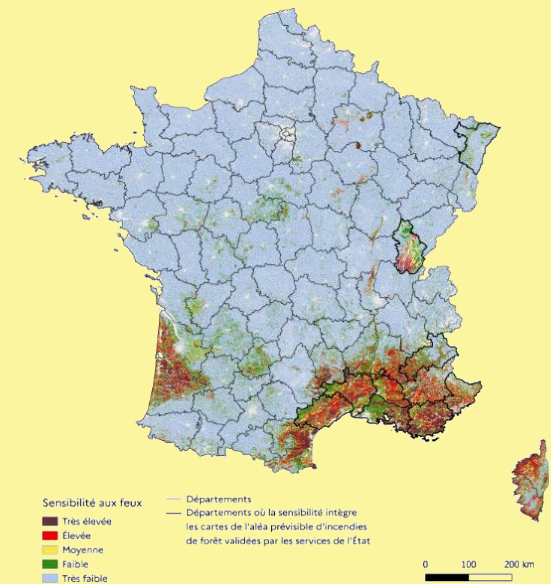 Sensibilité aux feux
Très élevée
Élevée
Moyenne
Faible
Très faible
Départements
Départements où la sensibilité intègre
les cartes de l'aléa prévisible d'incendies
de forêt validées par les services de l'État
0 100 200 km